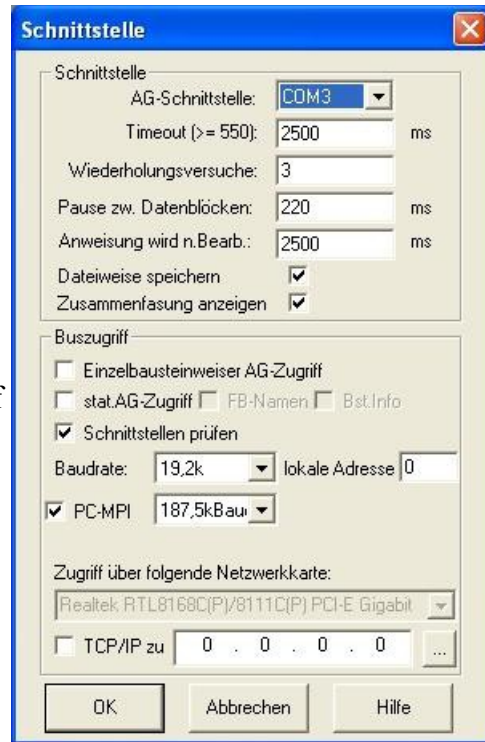 Schnittstelle
Schnittstelle
AG-Schnittstelle: COM3
Timeout (>= 550): 2500 ms
Wiederholungsversuche: 3
Pause zw. Datenblöcken: 220 ms
Anweisung wird n.Bearb.: 2500 ms
Dateiweise speichern
Zusammenfasung anzeigen
Buszugriff
Einzelbausteinweiser AG-Zugriff
f
stat.AG-Zugriff FB-Namen Bst.Info
Schnittstellen prüfen
Baudrate: 19,2k lokale Adresse 0
PC-MPI 187,5kBau
Zugriff über folgende Netzwerkkarte:
Realtek RTL8168C(P)/8111C(P) PCI-E Gigabit
TCP/IP zu 0 . 0 . 0 . 0 ...
OK Abbrechen Hilfe